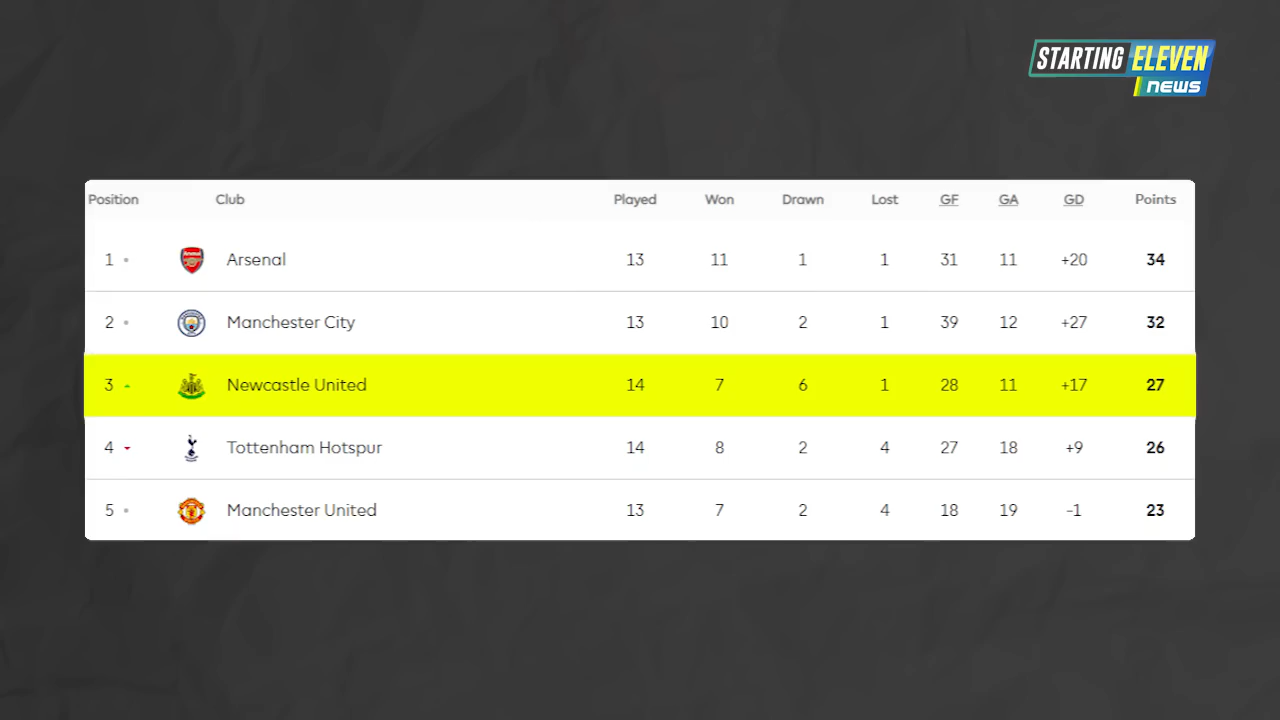 STARTING ELEVEN
news
Position Club Played Won Drawn Lost GF GA GD Points
1 Arsenal 13 11 1 1 31 11 +20 34
2 Manchester City 13 10 2 1 39 12 +27 32
3 Newcastle United 14 7 6 1 28 11 +17 27
4 Tottenham Hotspur 14 8 2 4 27 18 +9 26
5 Manchester United 13 7 2 4 18 19 -1 23